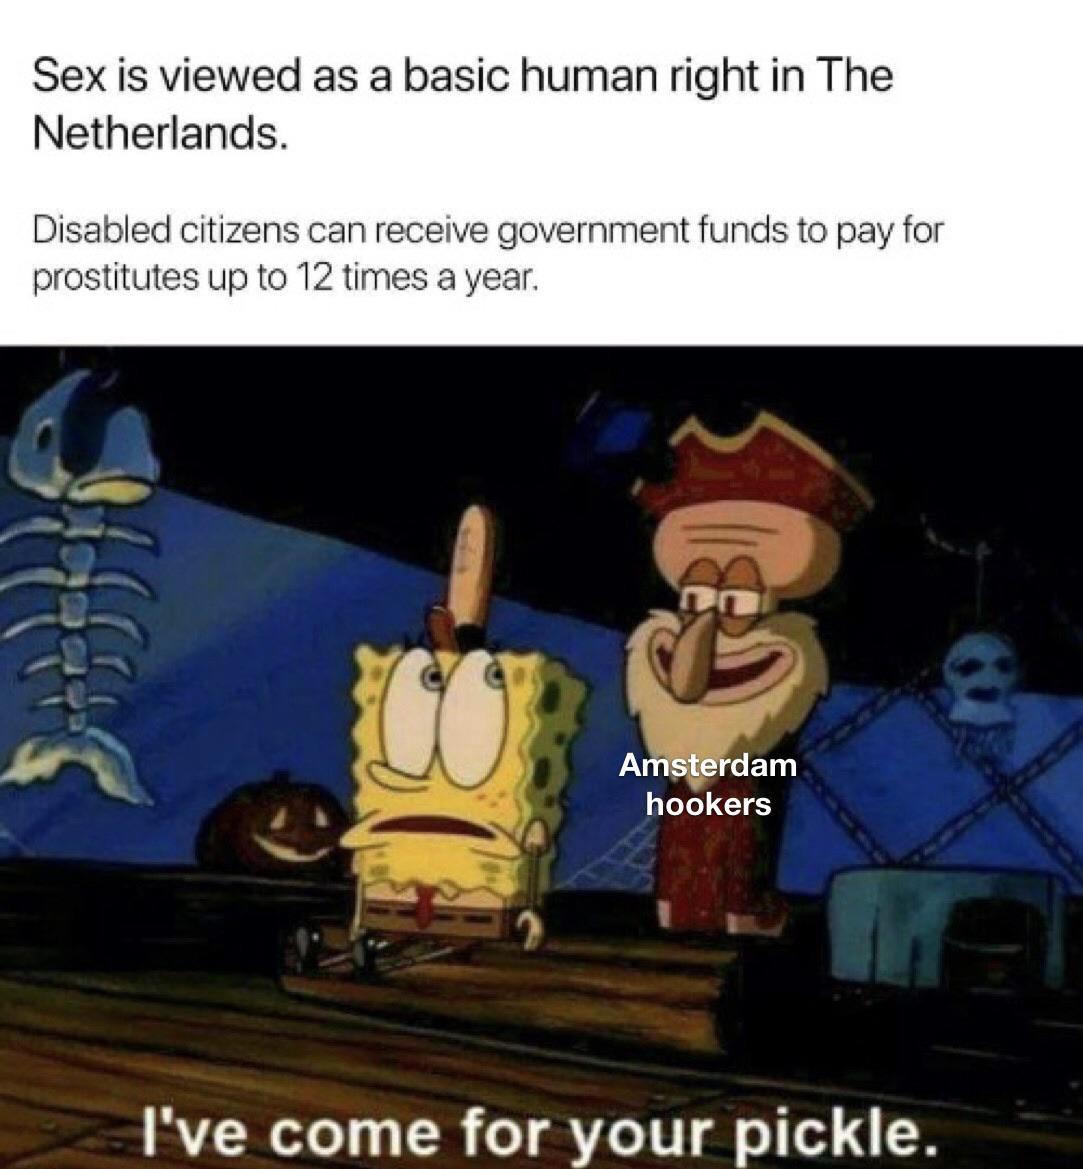 Sex is viewed as a basic human right in The
Netherlands.
Disabled citizens can receive government funds to pay for
prostitutes up to 12 times a year.
Amsterdam
hookers
I've come for your pickle.